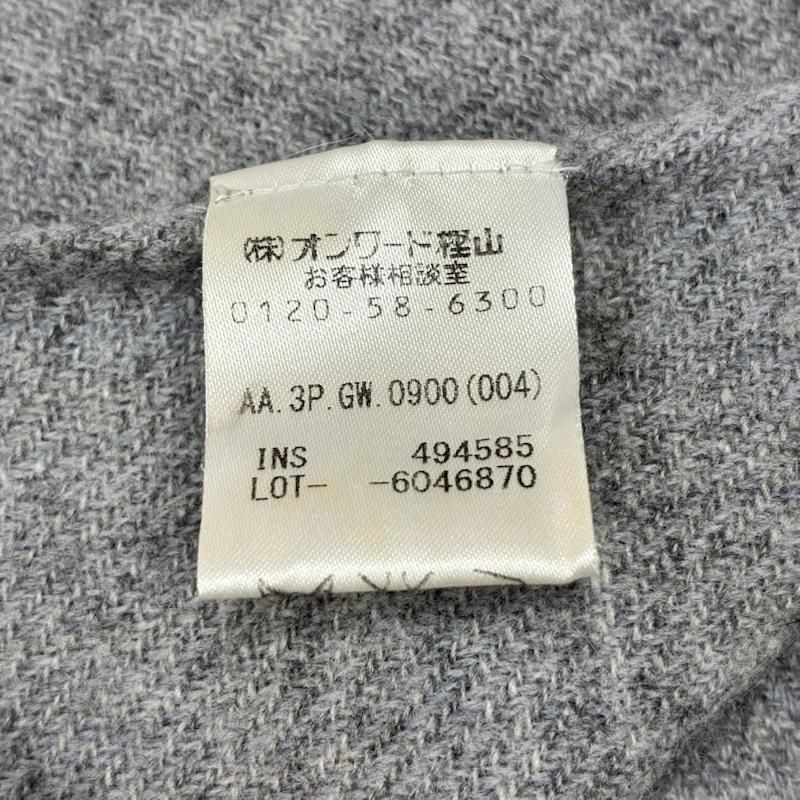 (株)オンワード樫山
お客様相談室
0120-58-6300
AA.3P.GW.0900(004)
INS 494585
LOT- -6046870